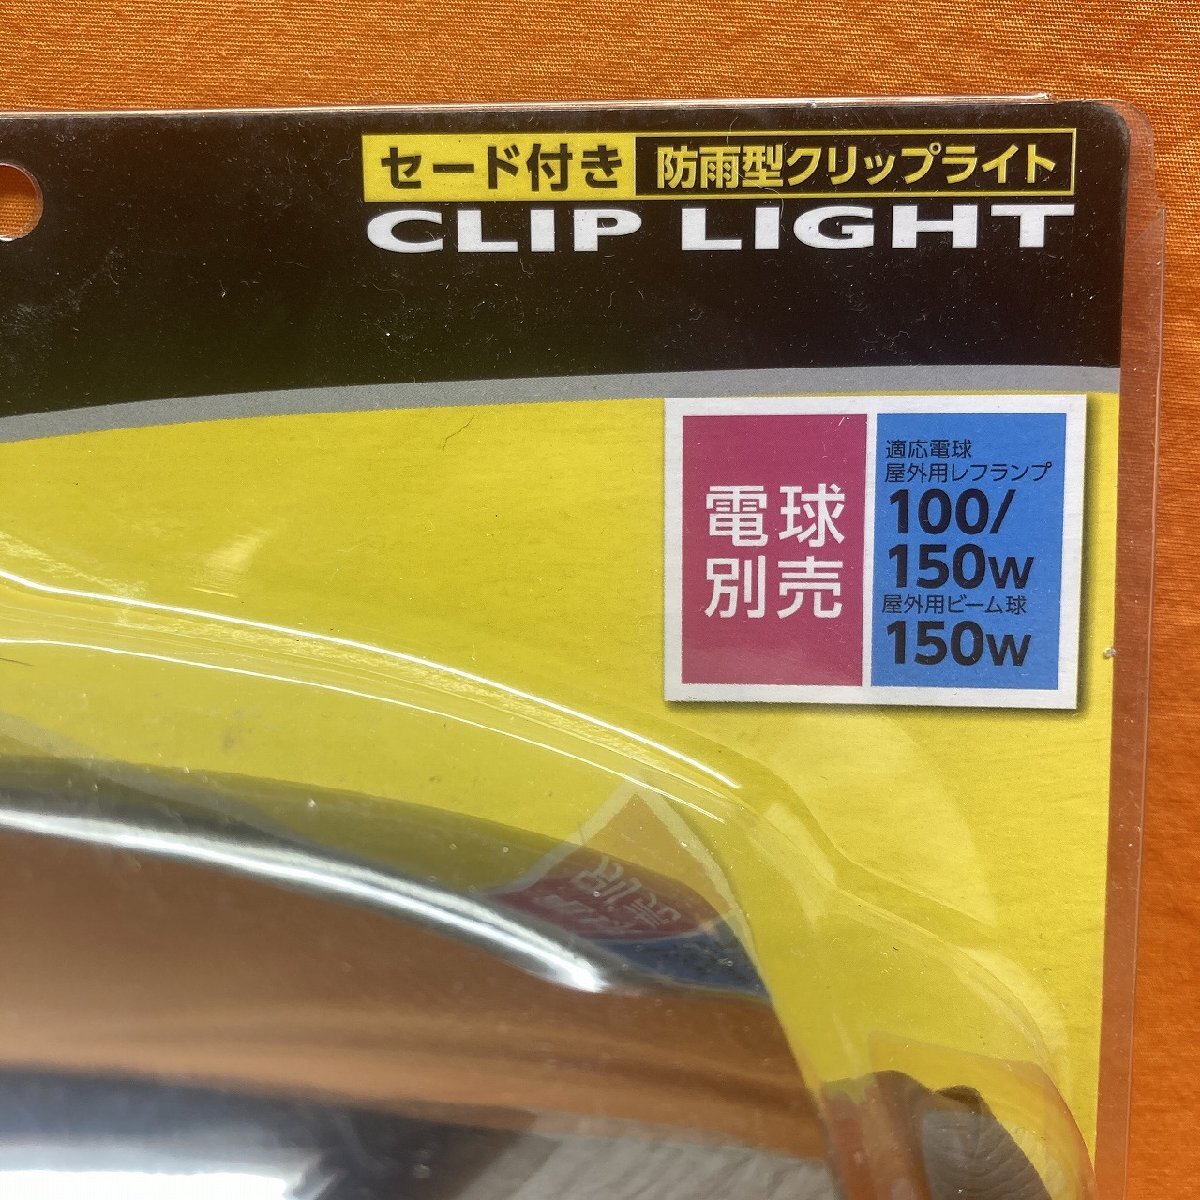 セード付き 防雨型クリップライト
CLIP LIGHT
電球
別売
適応電球
屋外用レフランプ
100/
150W
屋外用ビーム球
150W